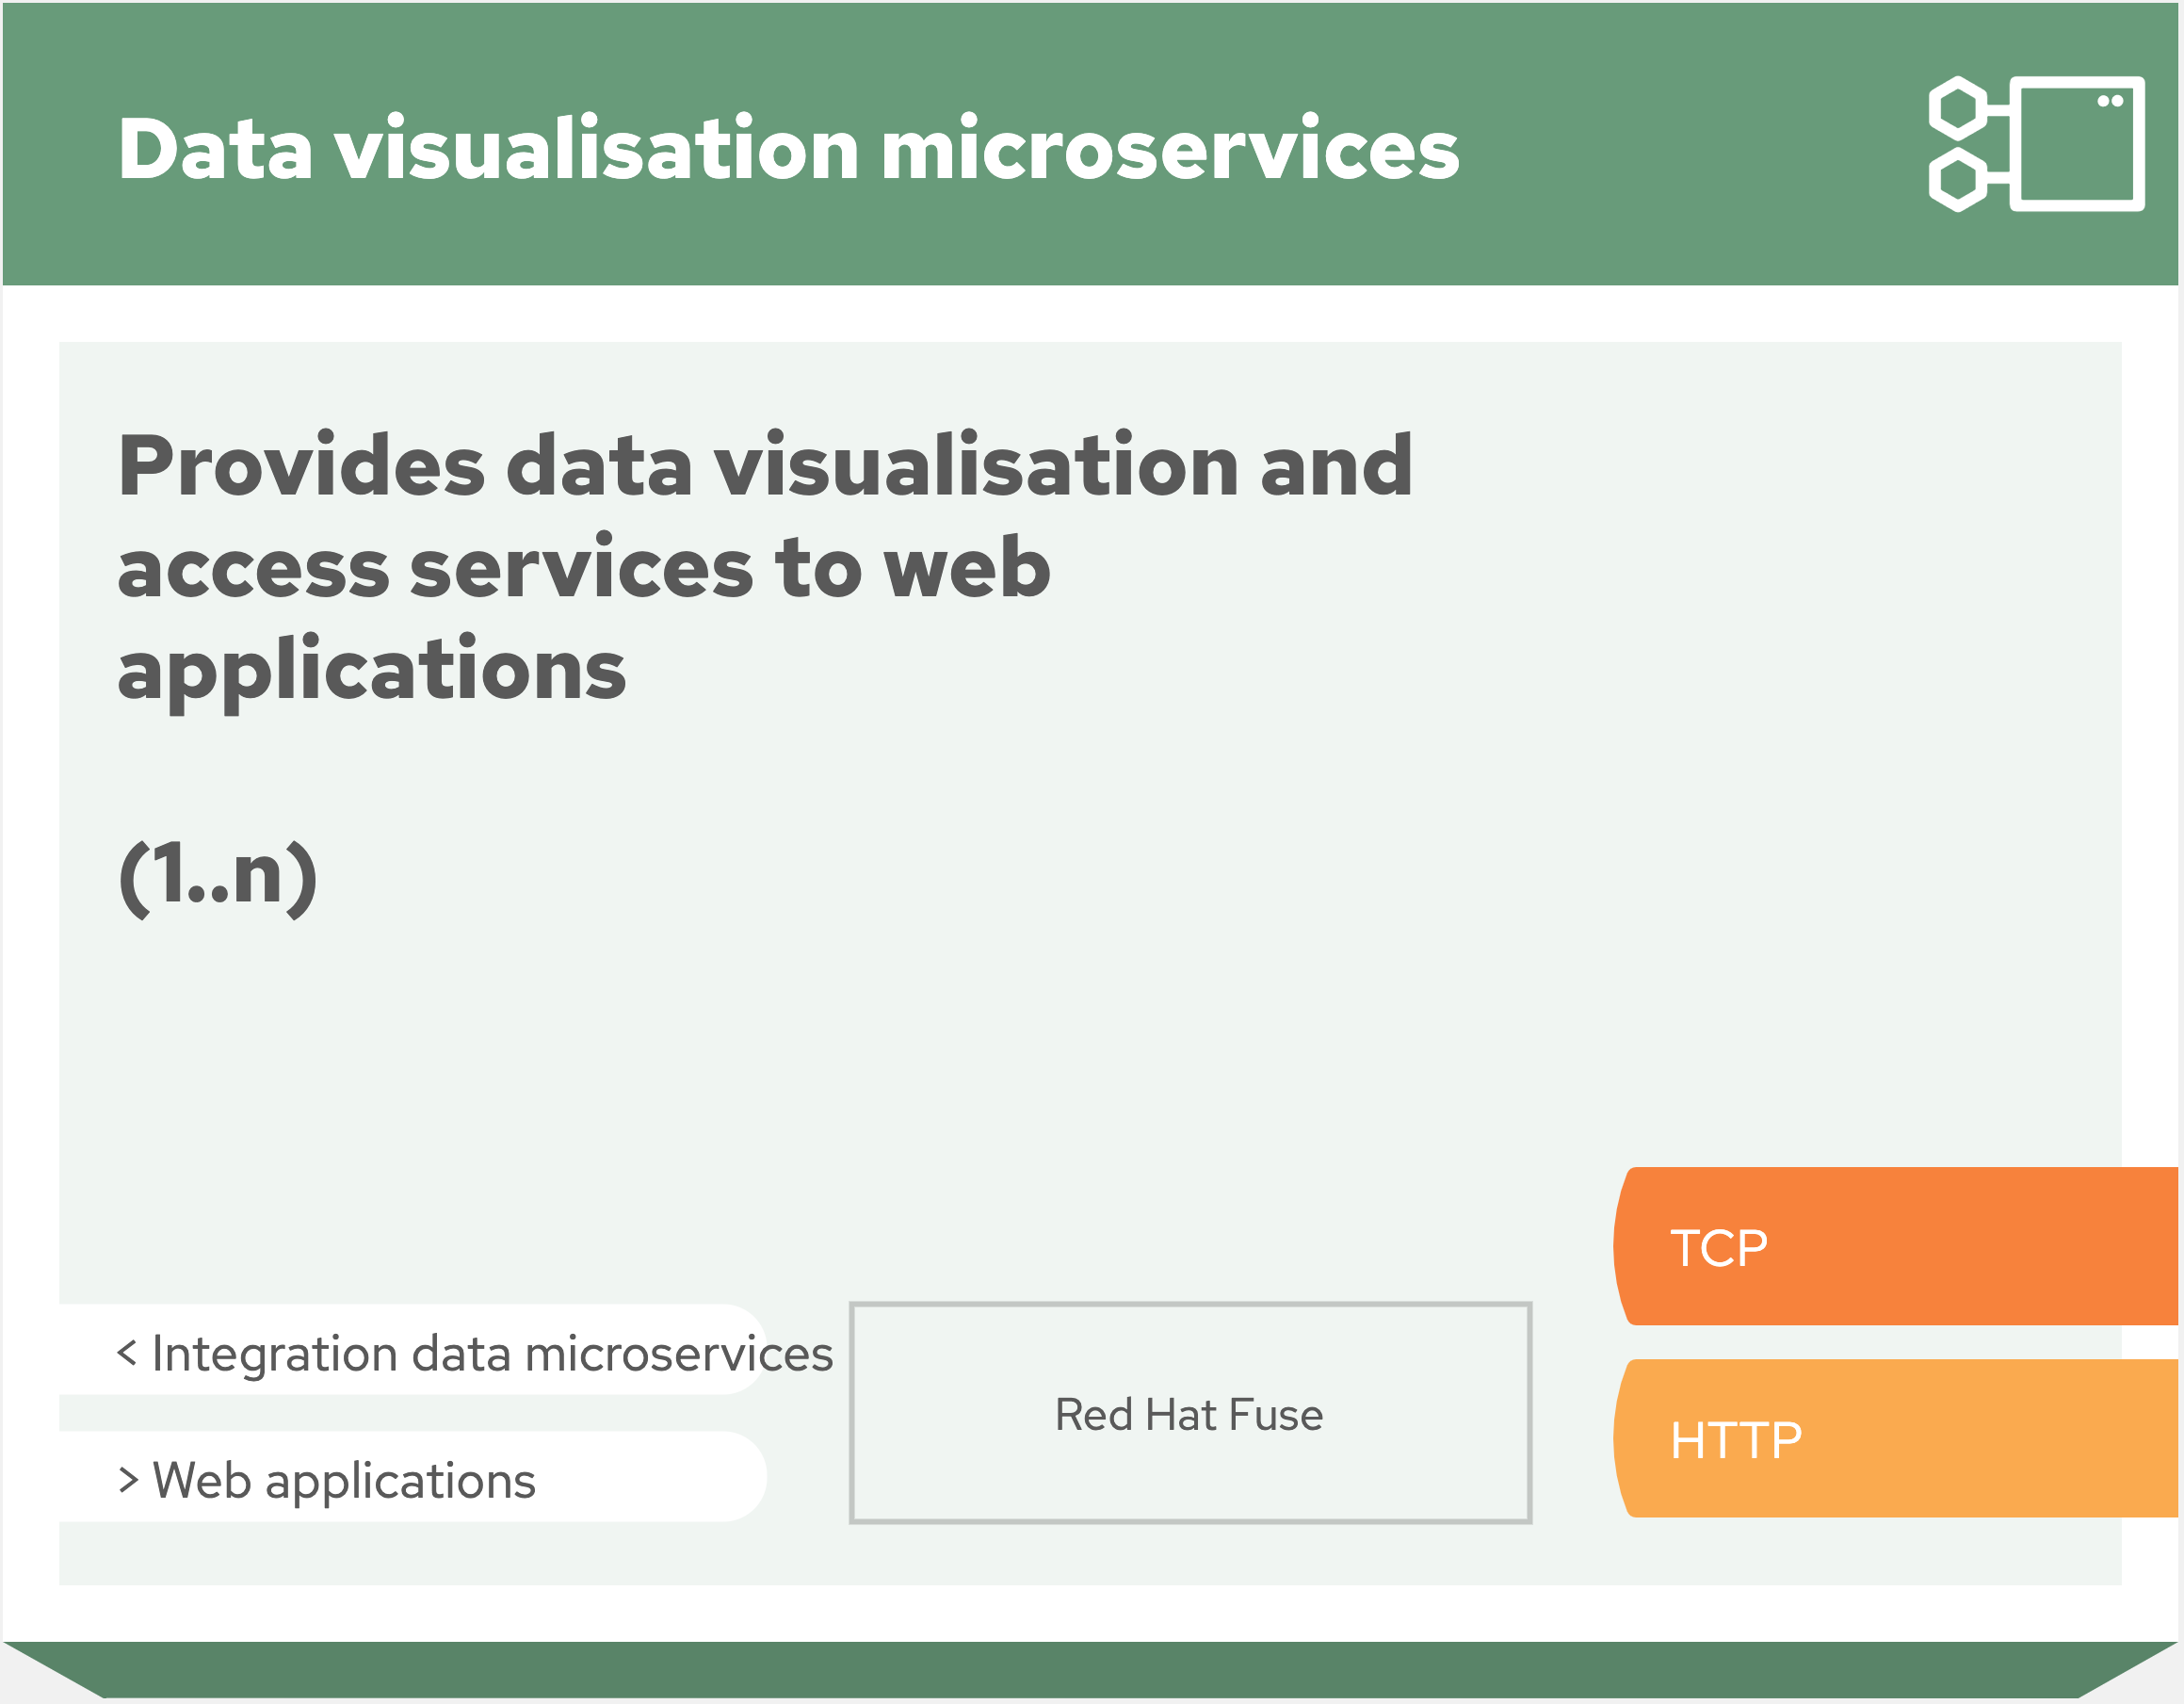 Data visualisation microservices
Provides data visualisation and
access services to web
applications
(1..n)
TCP
< Integration data microservices
Red Hat Fuse
HTTP
> Web applications